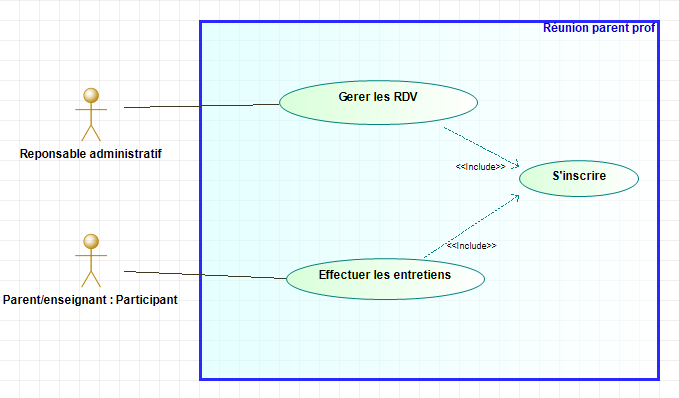 Réunion parent prof
Gerer les RDV
Reponsable administratif
<<Include>>
S'inscrire
<<Include>>
Effectuer les entretiens
Parent/enseignant : Participant